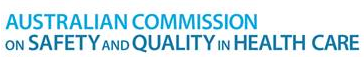 AUSTRALIAN COMMISSION
ON SAFETY AND QUALITY IN HEALTH CARE